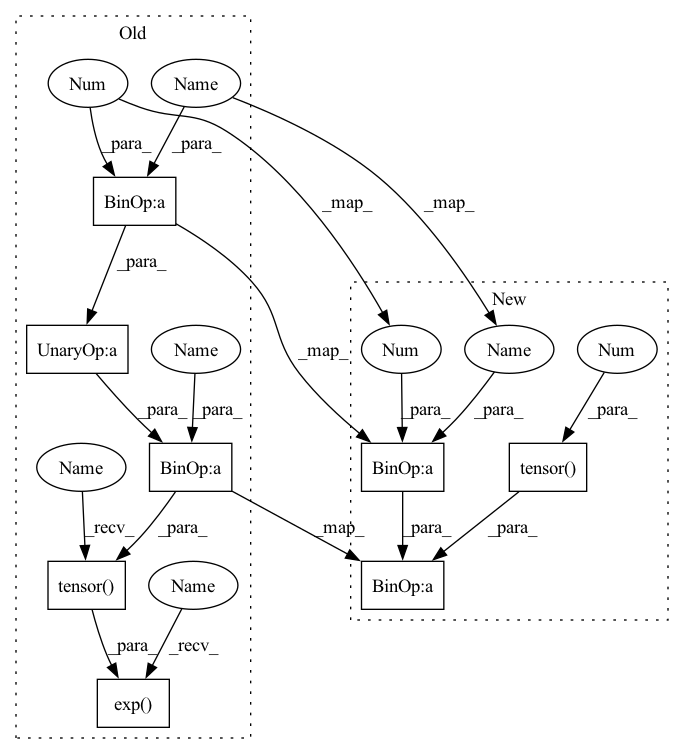 Old
Num
Name
_para_
_para_
_map_
_map_
BinOp:a
_para_
New
UnaryOp:a
Name
_map_
Num
Name
Num
_para_
_para_
_para_
_para_
_para_
Name
BinOp:a
BinOp:a
tensor()
_recv_
_para_
_map_
_para_
_para_
tensor()
Name
BinOp:a
_para_
_recv_
exp()